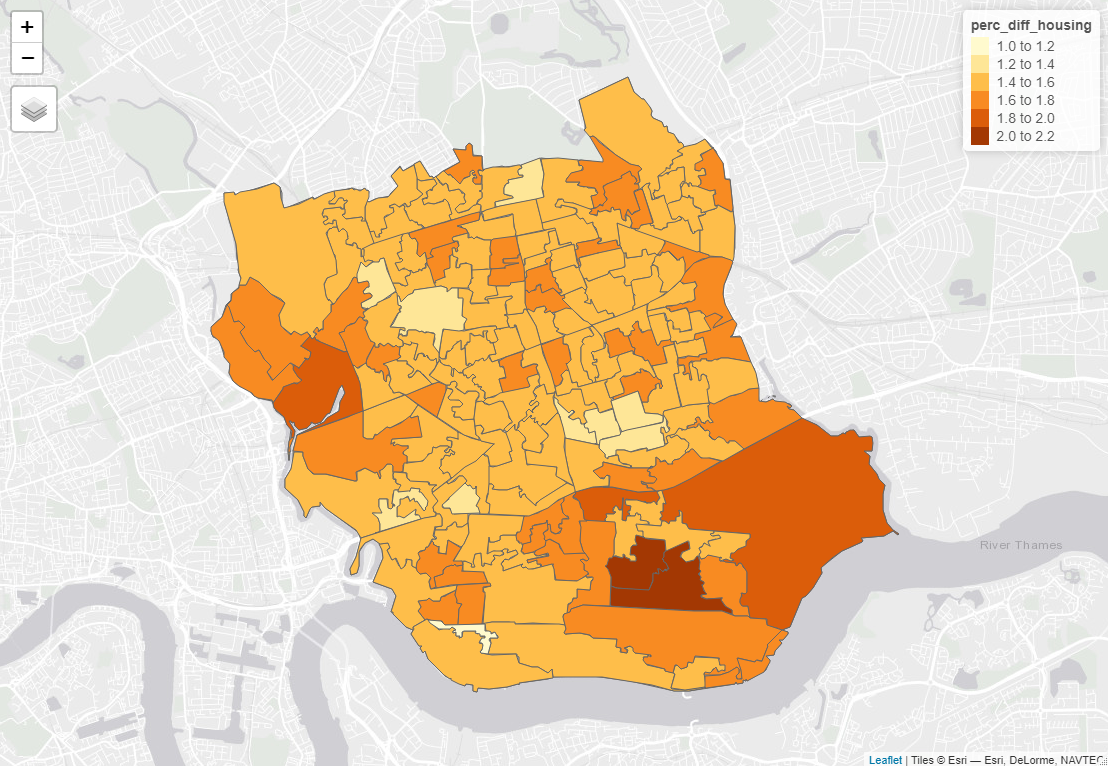 +
−
perc_diff_housing
1.0 to 1.2
1.2 to 1.4
1.4 to 1.6
1.6 to 1.8
1.8 to 2.0
2.0 to 2.2
River Thames
Leaflet | Tiles © Esri — Esri, DeLorme, NAVTEQ